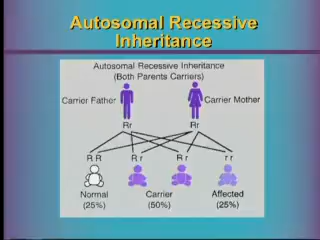 Autosomal Recessive
Inheritance
Autosomal Recessive Inheritance
(Both Parents Carriers)
Carrier Father
Carrier Mother
Rr
Rr
R R
R r
R r
r r
Normal
(25%)
Carrier
(50%)
Affected
(25%)